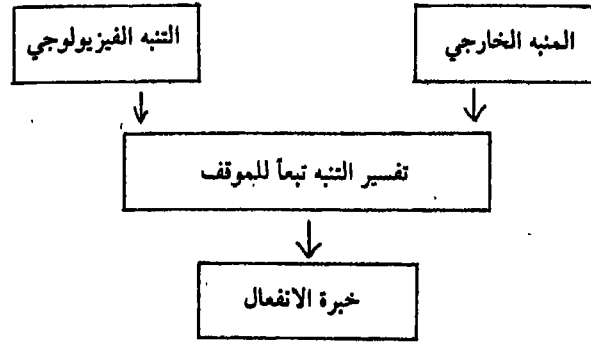 المنبه الخارجي
التنبه الفيزيولوجي
تفسير التنبه تبعاً للموقف
خبرة الانفعال